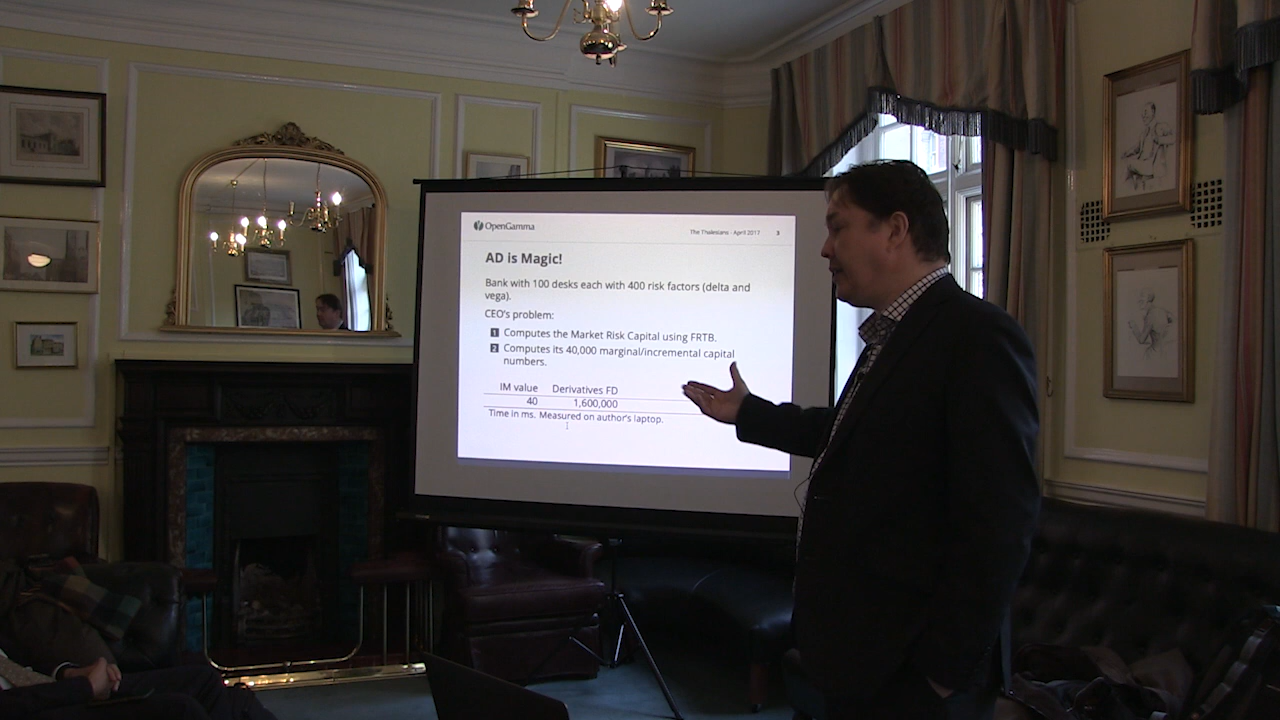 OpenGamma
The Thalesians - April 2017 3
AD is Magic!
Bank with 100 desks each with 400 risk factors (delta and
vega).
CEO's problem:
1 Computes the Market Risk Capital using FRTB.
2 Computes its 40,000 marginal/incremental capital
numbers.
IM value Derivatives FD
40 1,600,000
Time in ms. Measured on author's laptop.